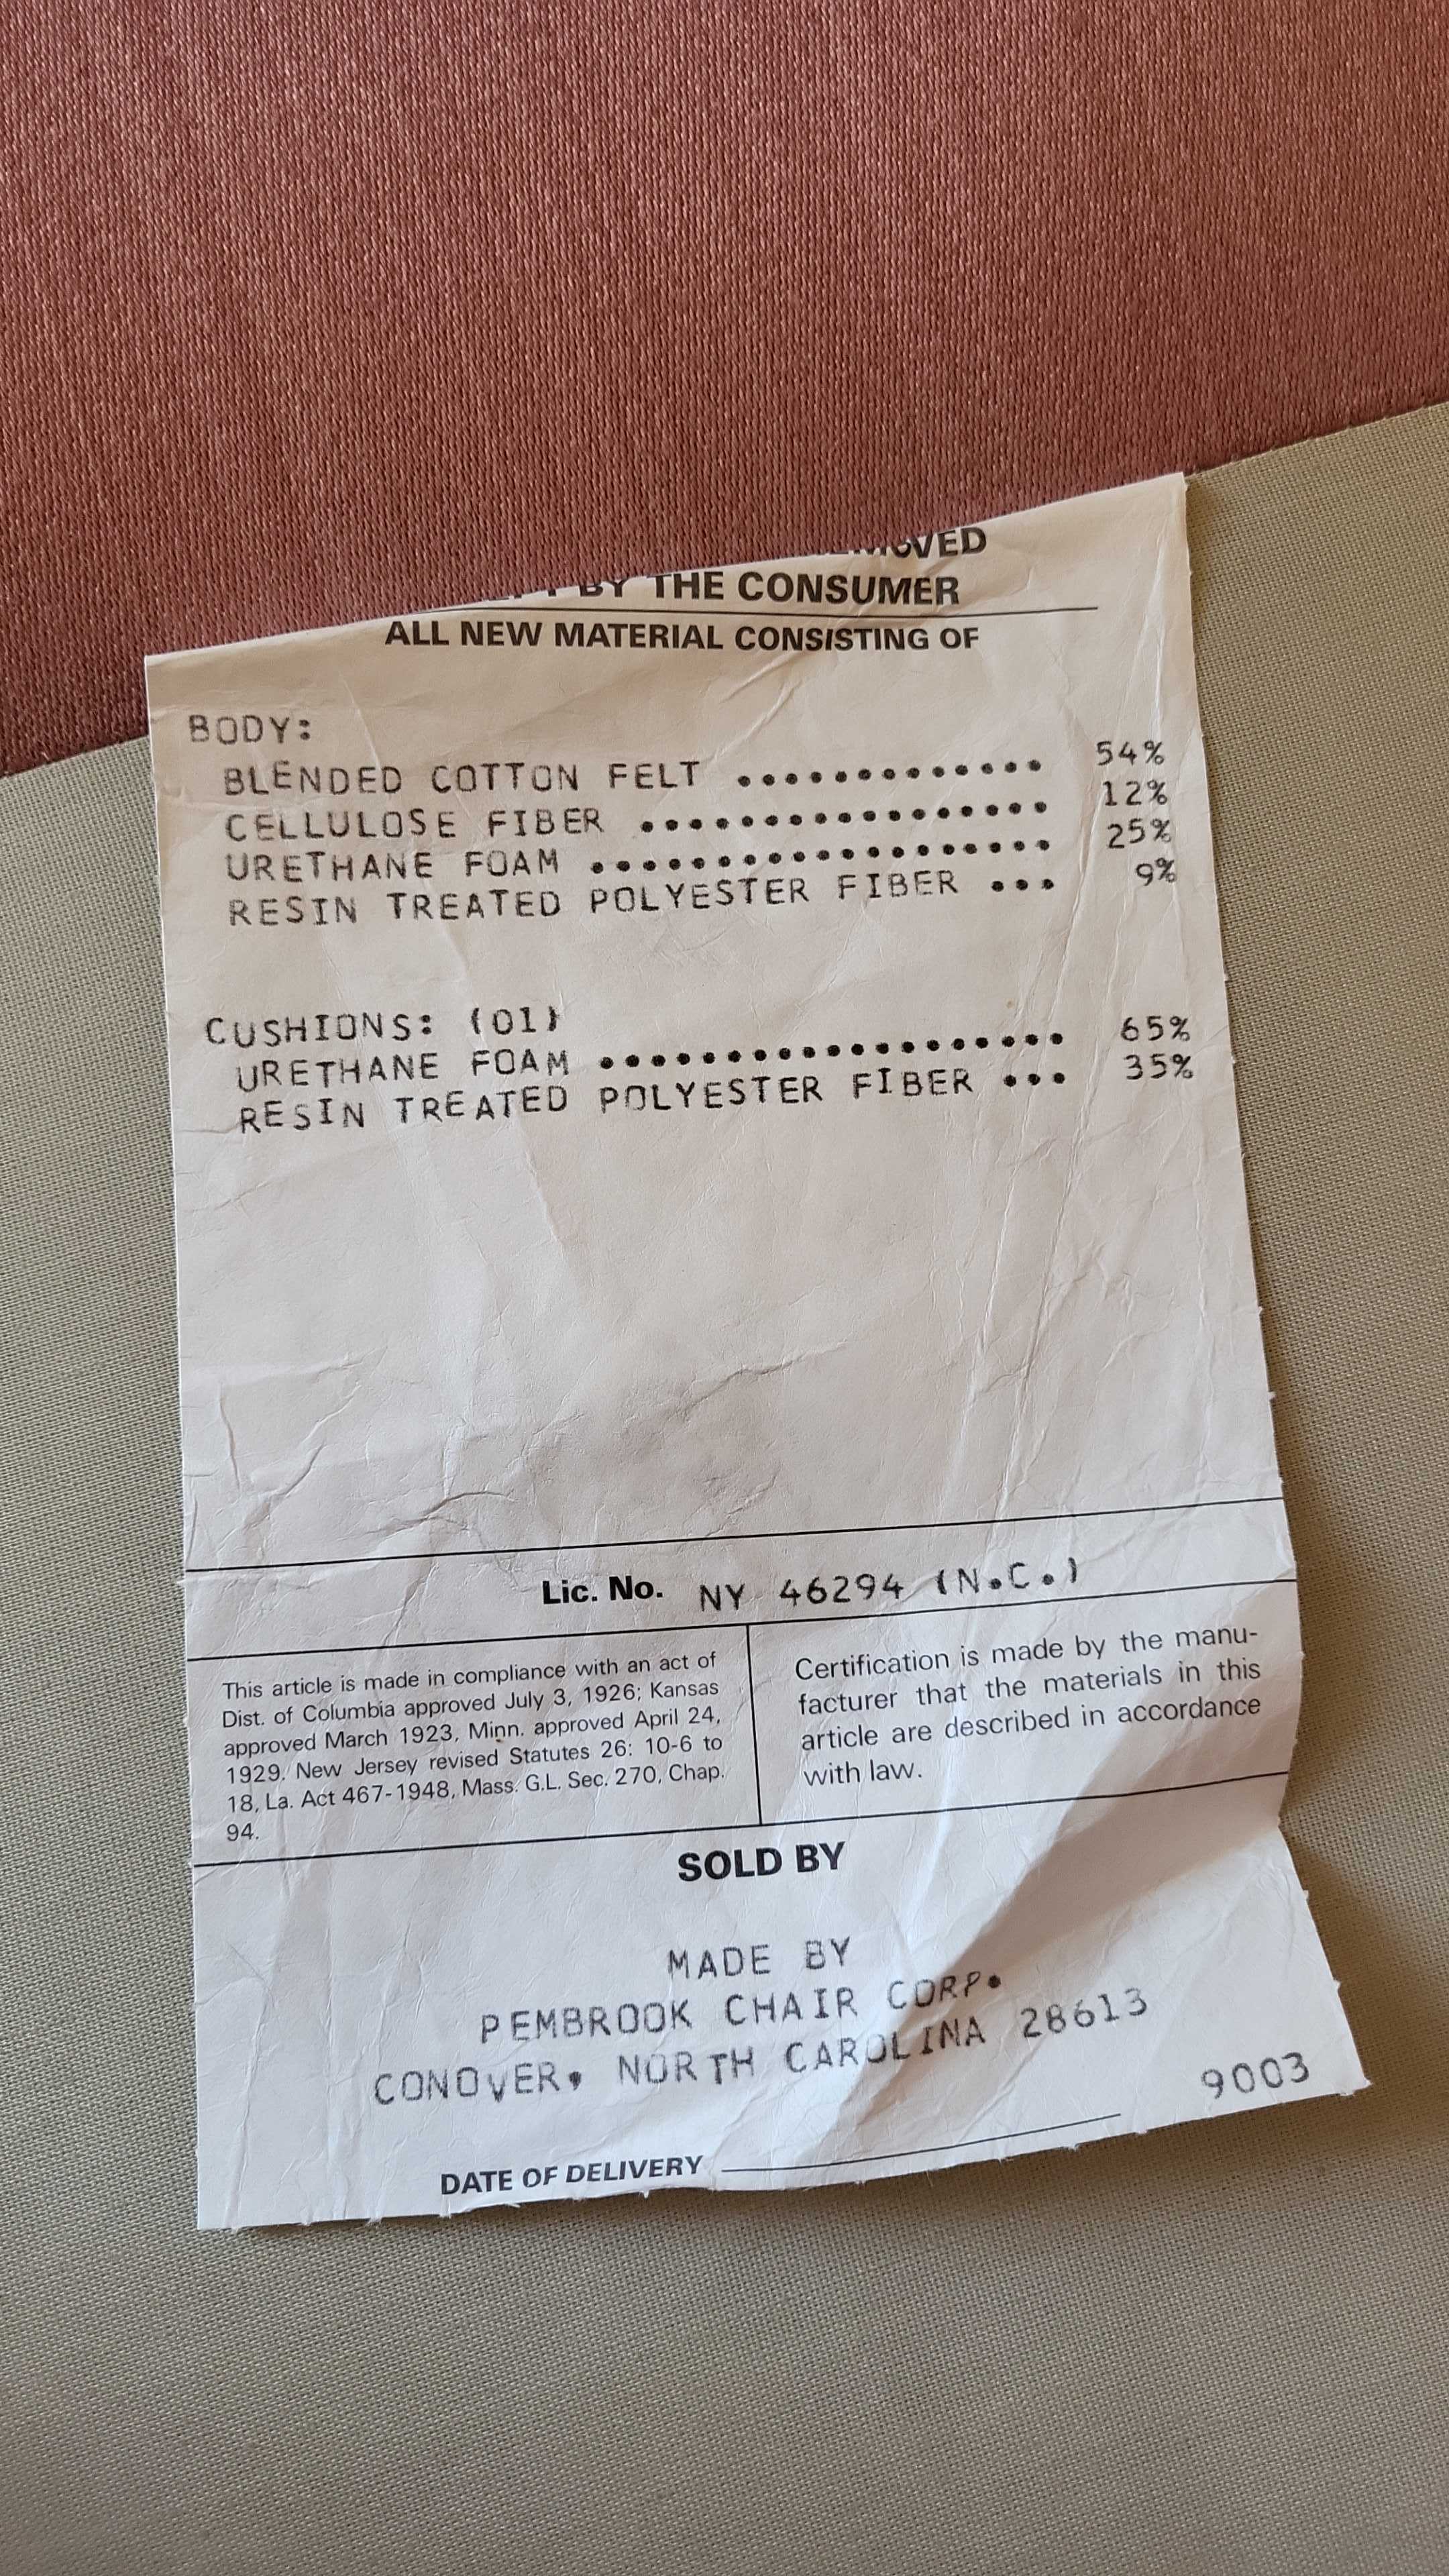 BY THE CONSUMER
ALL NEW MATERIAL CONSISTING OF
BODY:
BLENDED COTTON FELT ............. 54%
CELLULOSE FIBER ................ 12%
URETHANE FOAM .................. 25%
RESIN TREATED POLYESTER FIBER ... 9%
CUSHIONS: (01)
URETHANE FOAM .................. 65%
RESIN TREATED POLYESTER FIBER ... 35%
Lic. No. NY 46294 (N.C.)
This article is made in compliance with an act of
Dist. of Columbia approved July 3, 1926; Kansas
approved March 1923, Minn. approved April 24,
1929. New Jersey revised Statutes 26: 10-6 to
18, La. Act 467-1948, Mass. G.L. Sec. 270, Chap.
94.
Certification is made by the manu-
facturer that the materials in this
article are described in accordance
with law.
SOLD BY
MADE BY
PEMBROOK CHAIR CORP.
CONOVER, NORTH CAROLINA 28613
9003
DATE OF DELIVERY